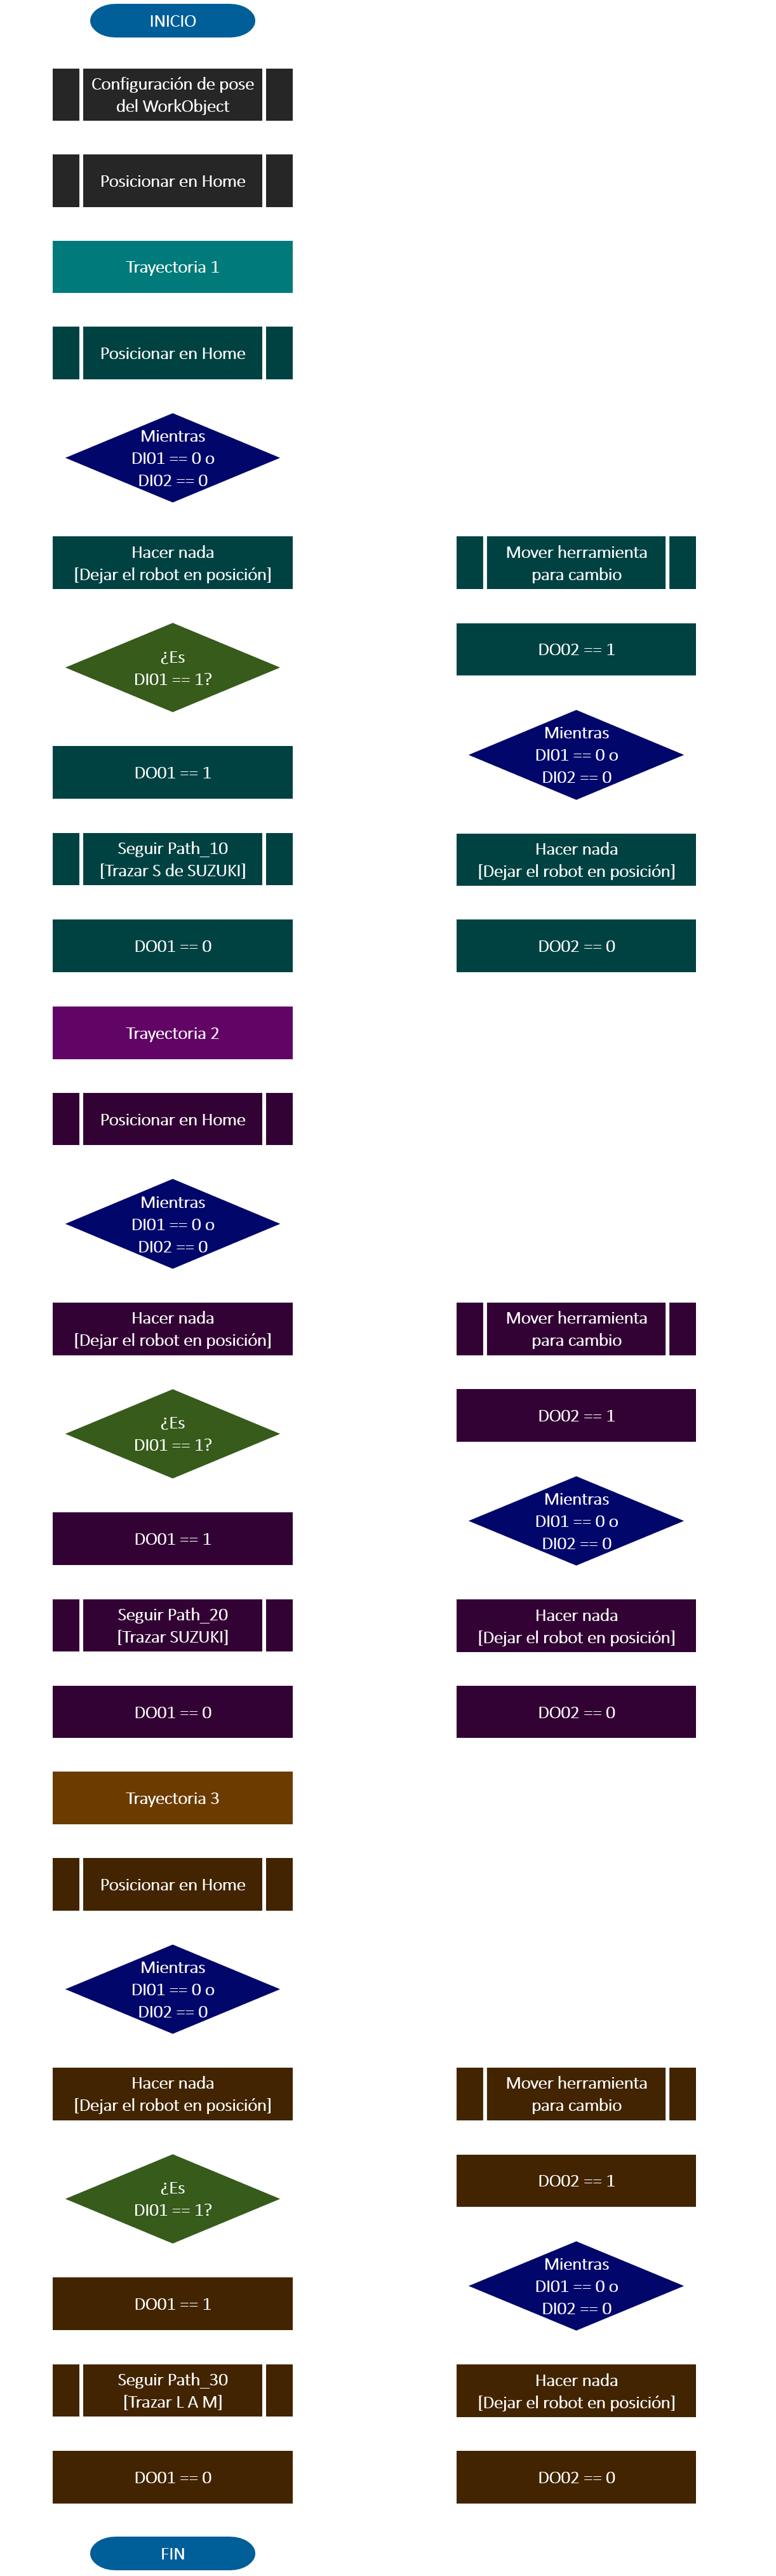 INICIO
Configuración de pose
del WorkObject
Posicionar en Home
Trayectoria 1
Posicionar en Home
Mientras
DI01 == 0 o
DI02 == 0
Hacer nada
[Dejar el robot en posición]
¿Es
DI01 == 1?
DO01 == 1
Seguir Path_10
[Trazar S de SUZUKI]
DO01 == 0
Mover herramienta
para cambio
DO02 == 1
Mientras
DI01 == 0 o
DI02 == 0
Hacer nada
[Dejar el robot en posición]
DO02 == 0
Trayectoria 2
Posicionar en Home
Mientras
DI01 == 0 o
DI02 == 0
Hacer nada
[Dejar el robot en posición]
¿Es
DI01 == 1?
DO01 == 1
Seguir Path_20
[Trazar SUZUKI]
DO01 == 0
Mover herramienta
para cambio
DO02 == 1
Mientras
DI01 == 0 o
DI02 == 0
Hacer nada
[Dejar el robot en posición]
DO02 == 0
Trayectoria 3
Posicionar en Home
Mientras
DI01 == 0 o
DI02 == 0
Hacer nada
[Dejar el robot en posición]
¿Es
DI01 == 1?
DO01 == 1
Seguir Path_30
[Trazar L A M]
DO01 == 0
Mover herramienta
para cambio
DO02 == 1
Mientras
DI01 == 0 o
DI02 == 0
Hacer nada
[Dejar el robot en posición]
DO02 == 0
FIN